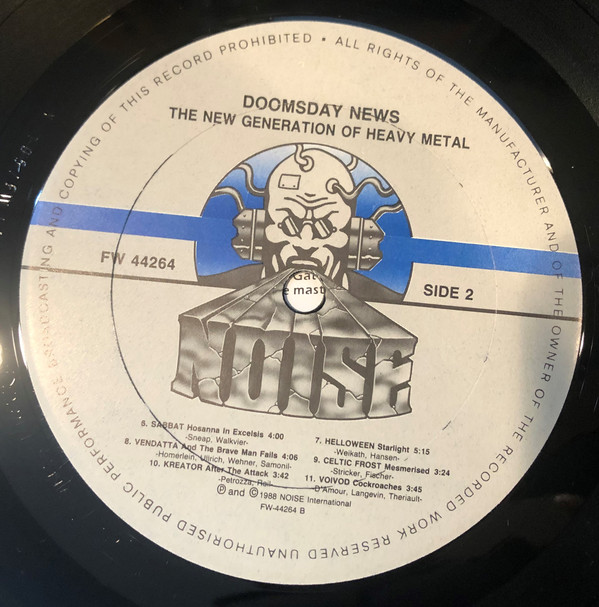 PUBLIC PERFORMANCE & BROADCASTING AND COPYING OF THIS RECORD PROHIBITED • ALL RIGHTS OF THE MANUFACTURER AND OF THE OWNER OF THE RECORDED WORK RESERVED UNAUTHORISED
DOOMSDAY NEWS
THE NEW GENERATION OF HEAVY METAL
FW 44264
SIDE 2
Gat
e mast
NOISE
6. SABBAT Hosanna In Excelsis 4:00
-Sneap, Walkvier-
8. VENDATTA And The Brave Man Fails 4:06
-Homerlein, Ullrich, Wehner, Samonil-
10. KREATOR After The Attack 3:42
-Petrozza, Reil-
7. HELLOWEEN Starlight 5:15
-Weikath, Hansen-
9. CELTIC FROST Mesmerised 3:24
-Stricker, Fischer-
11. VOIVOD Cockroaches 3:45
-D'Amour, Langevin, Theriault-
℗ and © 1988 NOISE International
FW-44264 B